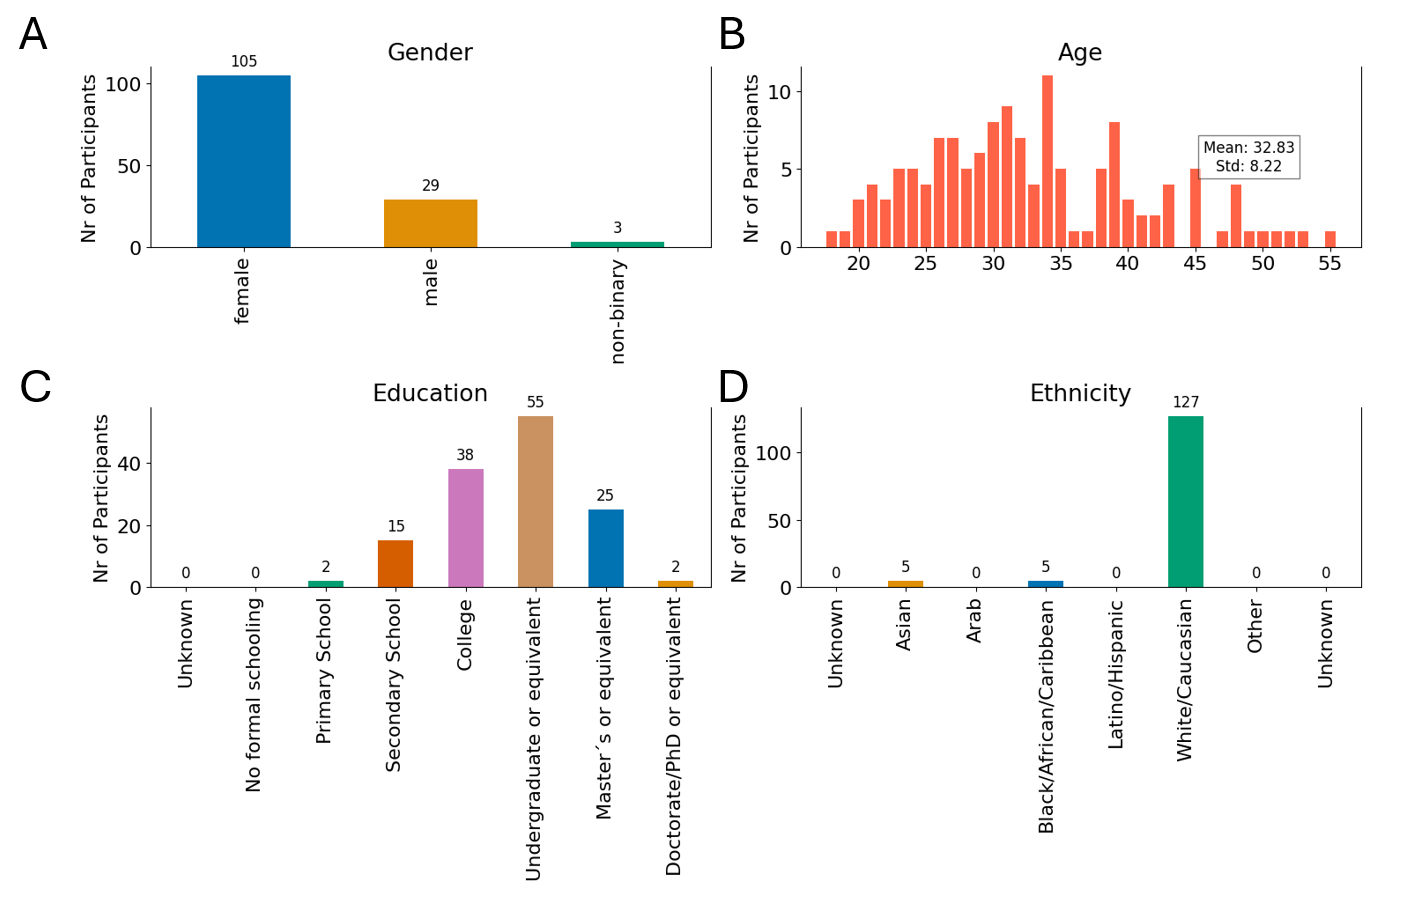 A
Gender
Nr of Participants
100
50
0
105
29
3
female
male
non-binary
B
Age
Nr of Participants
10
5
0
Mean: 32.83
Std: 8.22
20 25 30 35 40 45 50 55
C
Education
Nr of Participants
40
20
0
0
0
2
15
38
55
25
2
Unknown
No formal schooling
Primary School
Secondary School
College
Undergraduate or equivalent
Master´s or equivalent
Doctorate/PhD or equivalent
D
Ethnicity
Nr of Participants
100
50
0
0
5
0
5
0
127
0
0
Unknown
Asian
Arab
Black/African/Caribbean
Latino/Hispanic
White/Caucasian
Other
Unknown